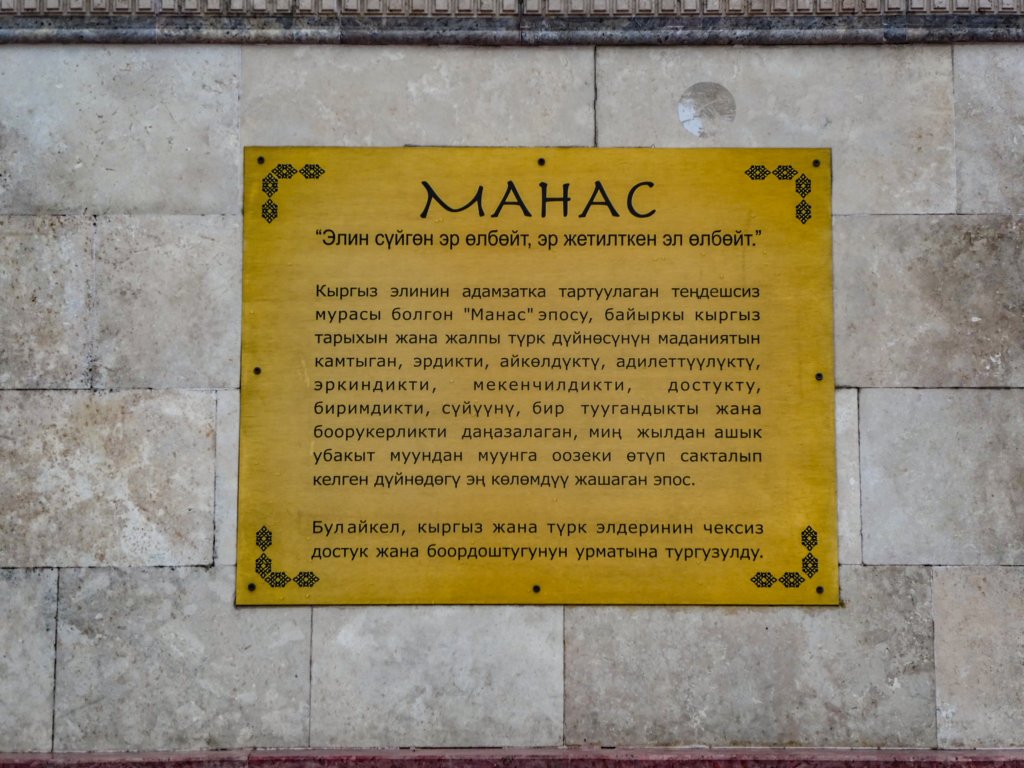 МАНАС
“Элин сүйгөн эр өлбөйт, эр жетилткен эл өлбөйт.”
Кыргыз элинин адамзатка тартуулаган теңдешсиз
мурасы болгон "Манас" эпосу, байыркы кыргыз
тарыхын жана жалпы түрк дүйнөсүнүн маданиятын
камтыган, эрдикти, айкөлдүктү, адилеттүүлүктү,
эркиндикти, мекенчилдикти, достукту,
биримдикти, сүйүүнү, бир туугандыкты жана
боорукерликти даңазалаган, миң жылдан ашык
убакыт муундан муунга оозеки өтүп сакталып
келген дүйнөдөгү эң көлөмдүү жашаган эпос.
Бул айкел, кыргыз жана түрк элдеринин чексиз
достук жана боордоштугунун урматына тургузулду.